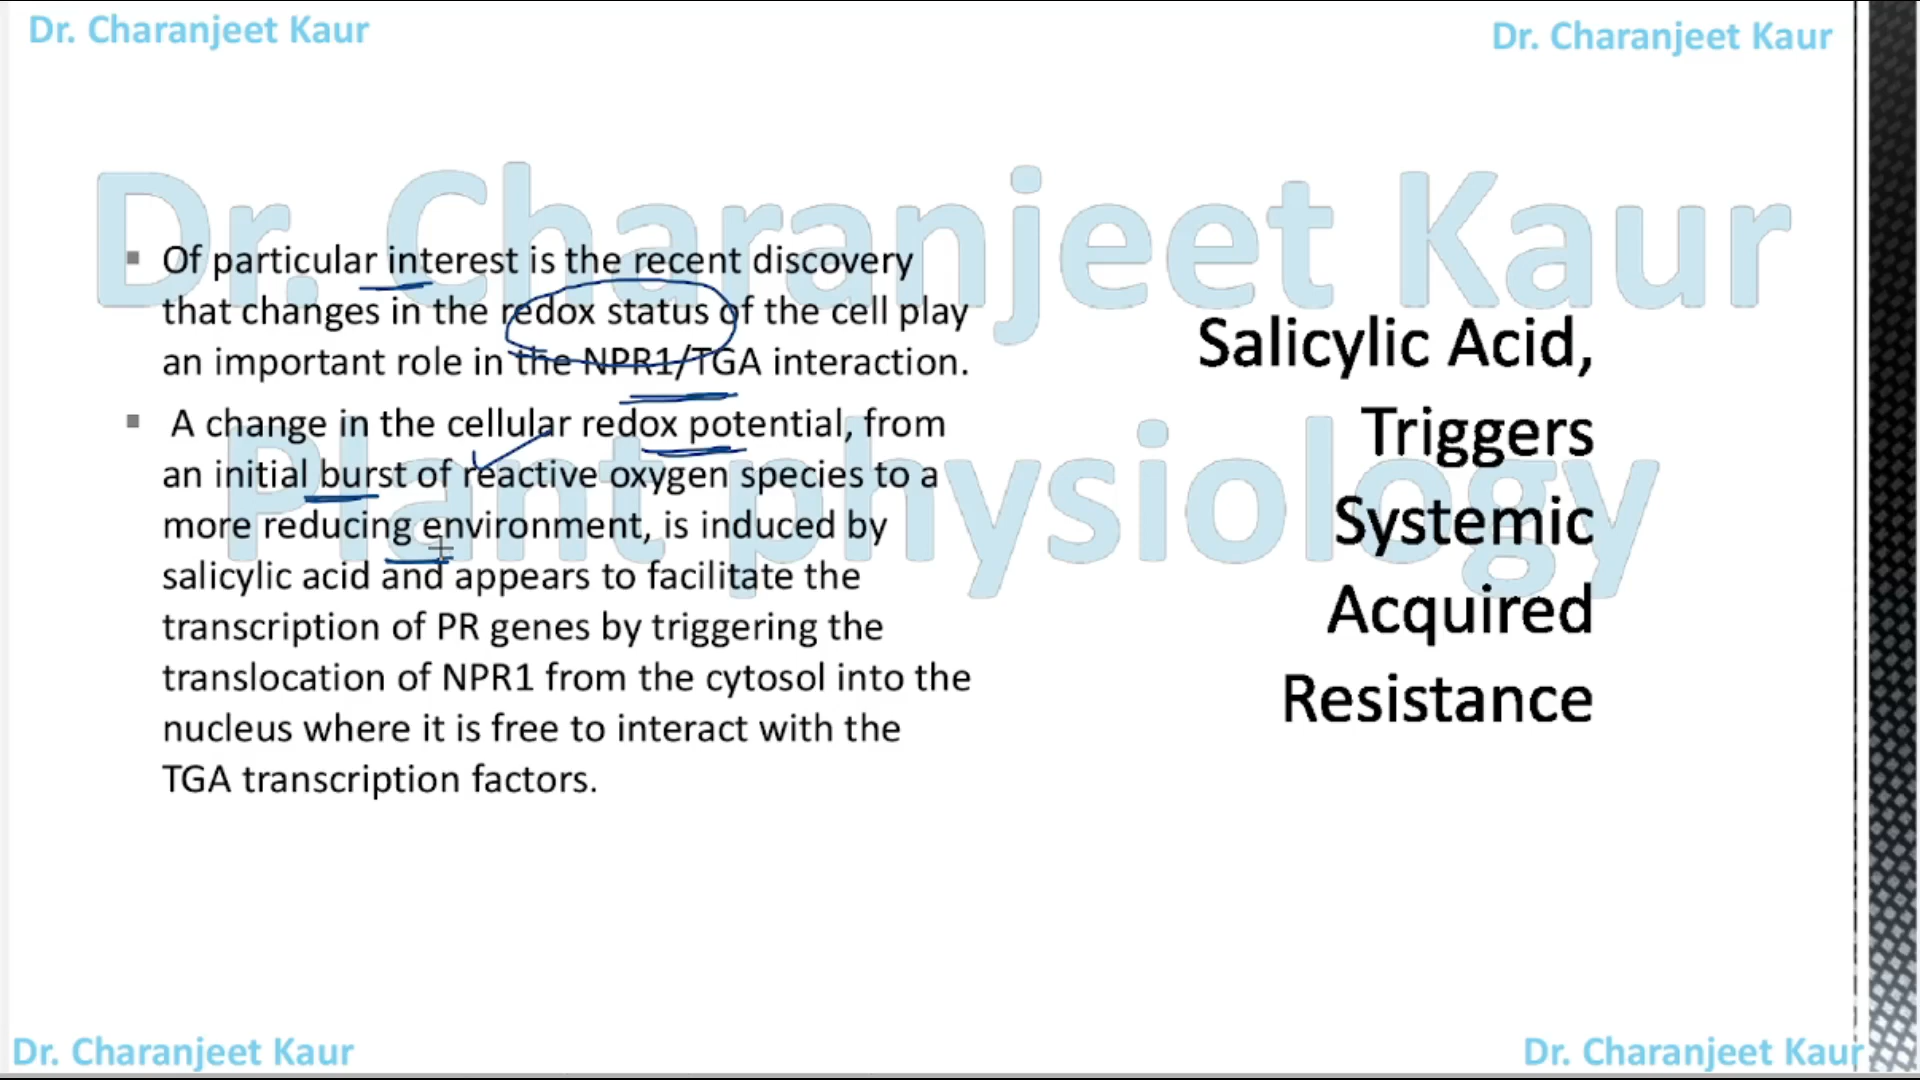 Dr. Charanjeet Kaur
Dr. Charanjeet Kaur
Dr. Charanjeet Kaur
Plant physiology
Of particular interest is the recent discovery
that changes in the redox status of the cell play
an important role in the NPR1/TGA interaction.
A change in the cellular redox potential, from
an initial burst of reactive oxygen species to a
more reducing environment, is induced by
salicylic acid and appears to facilitate the
transcription of PR genes by triggering the
translocation of NPR1 from the cytosol into the
nucleus where it is free to interact with the
TGA transcription factors.
Salicylic Acid,
Triggers
Systemic
Acquired
Resistance
Dr. Charanjeet Kaur
Dr. Charanjeet Kaur